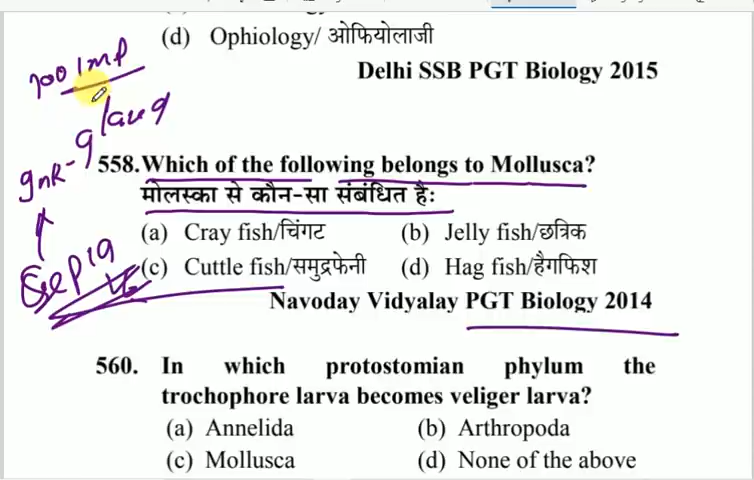 (d) Ophiology/ ओफियोलाजी
Delhi SSB PGT Biology 2015
700 Imp
558. Which of the following belongs to Mollusca?
मोलस्का से कौन-सा संबंधित है:
(a) Cray fish/चिंगट (b) Jelly fish/छत्रिक
(c) Cuttle fish/समुद्रफेनी (d) Hag fish/हैगफिश
Navoday Vidyalay PGT Biology 2014
560. In which protostomian phylum the
trochophore larva becomes veliger larva?
(a) Annelida (b) Arthropoda
(c) Mollusca (d) None of the above